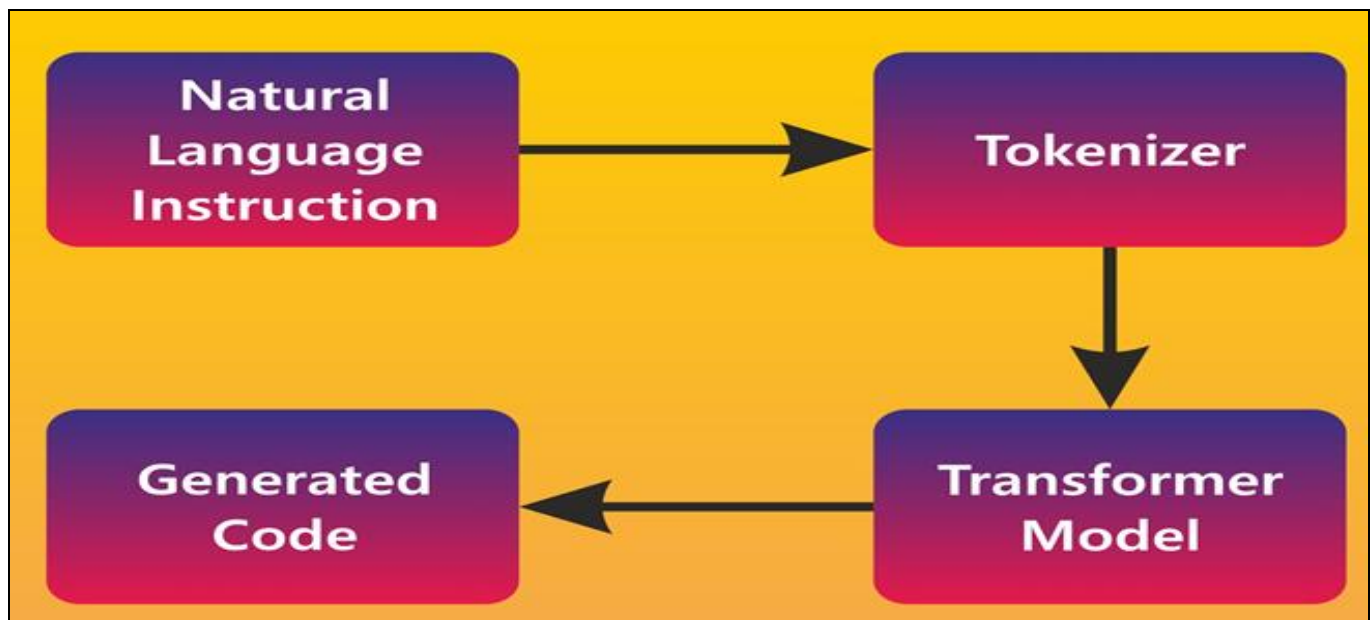 Natural
Language
Instruction
Tokenizer
Transformer
Model
Generated
Code